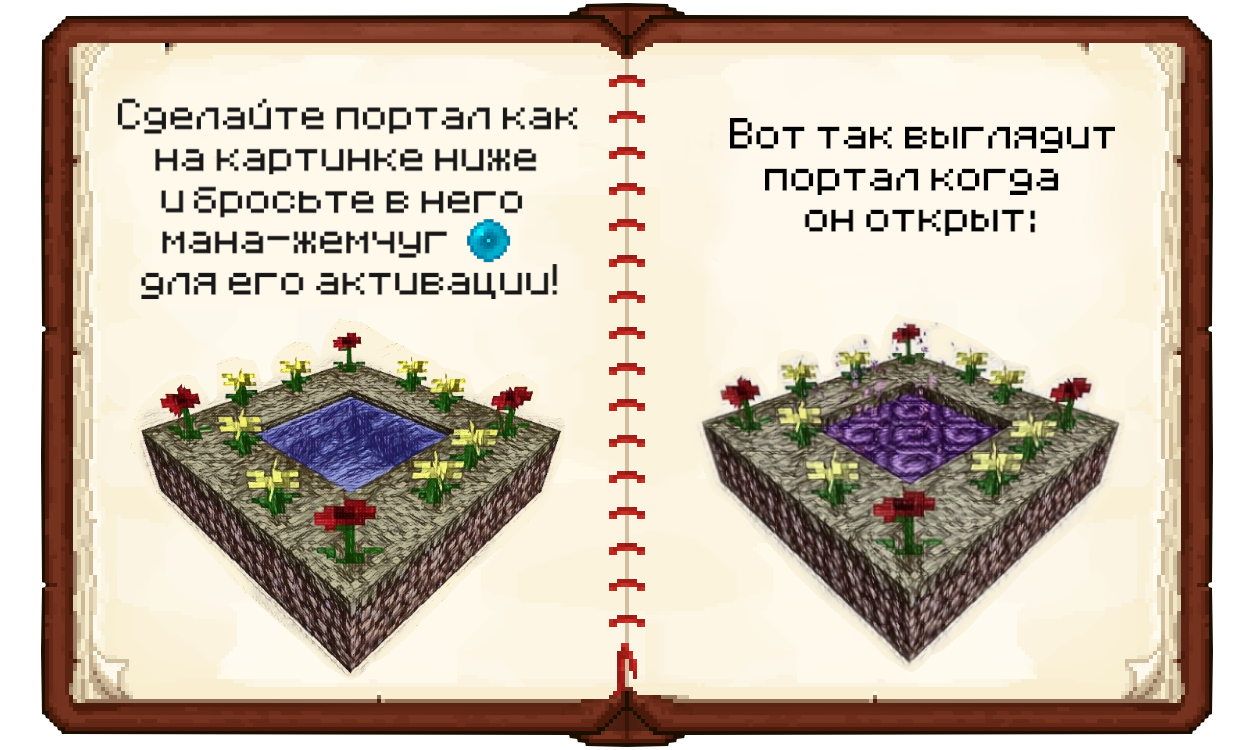 Сделайте портал как
на картинке ниже
и бросьте в него
мана-жемчуг
для его активации!
Вот так выглядит
портал когда
он открыт: